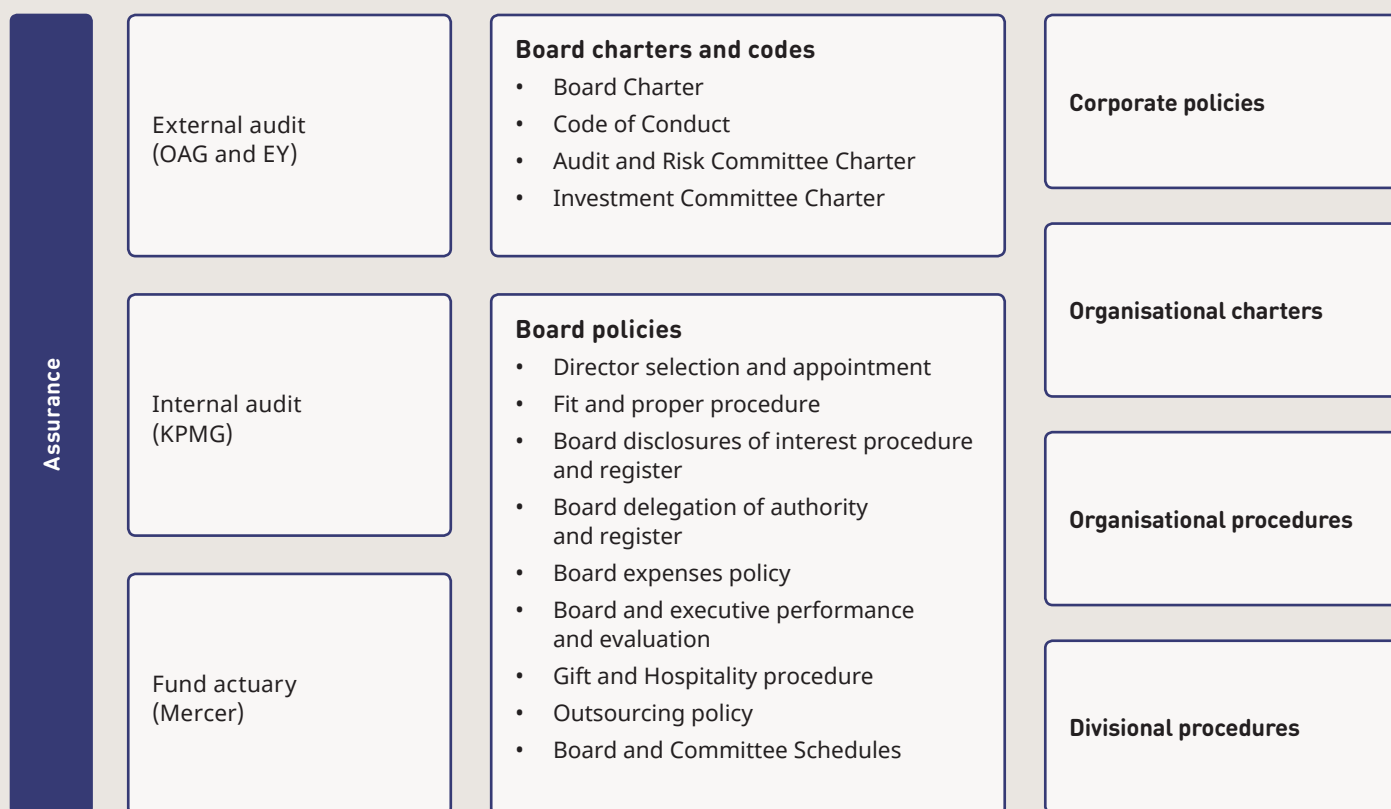 Assurance
External audit
(OAG and EY)
Internal audit
(KPMG)
Fund actuary
(Mercer)
Board charters and codes
• Board Charter
• Code of Conduct
• Audit and Risk Committee Charter
• Investment Committee Charter
Board policies
• Director selection and appointment
• Fit and proper procedure
• Board disclosures of interest procedure
and register
• Board delegation of authority
and register
• Board expenses policy
• Board and executive performance
and evaluation
• Gift and Hospitality procedure
• Outsourcing policy
• Board and Committee Schedules
Corporate policies
Organisational charters
Organisational procedures
Divisional procedures